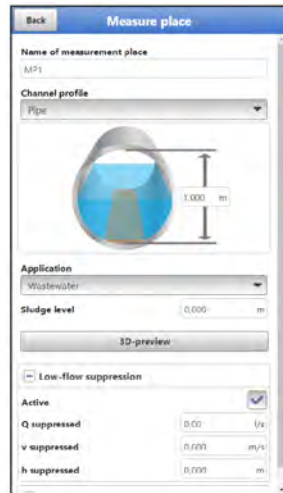 Back Measure place
Name of measurement place
MP1
Channel profile
Pipe
1.000 m
Application
Wastewater
Sludge level 0,000 m
3D-preview
Low-flow suppression
Active
Q suppressed 0,00 l/s
v suppressed 0,000 m/s
h suppressed 0,000 m